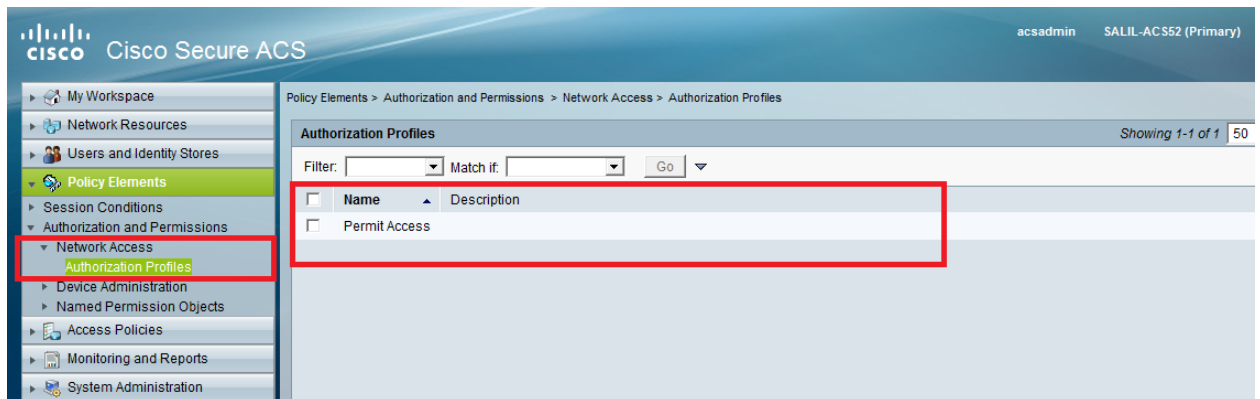 acsadmin SALIL-ACS52 (Primary)
CISCO Cisco Secure ACS
My Workspace
Network Resources
Users and Identity Stores
Policy Elements
Session Conditions
Authorization and Permissions
Network Access
Authorization Profiles
Device Administration
Named Permission Objects
Access Policies
Monitoring and Reports
System Administration
Policy Elements > Authorization and Permissions > Network Access > Authorization Profiles
Authorization Profiles Showing 1-1 of 1 50
Filter: Match if: Go
Name Description
Permit Access